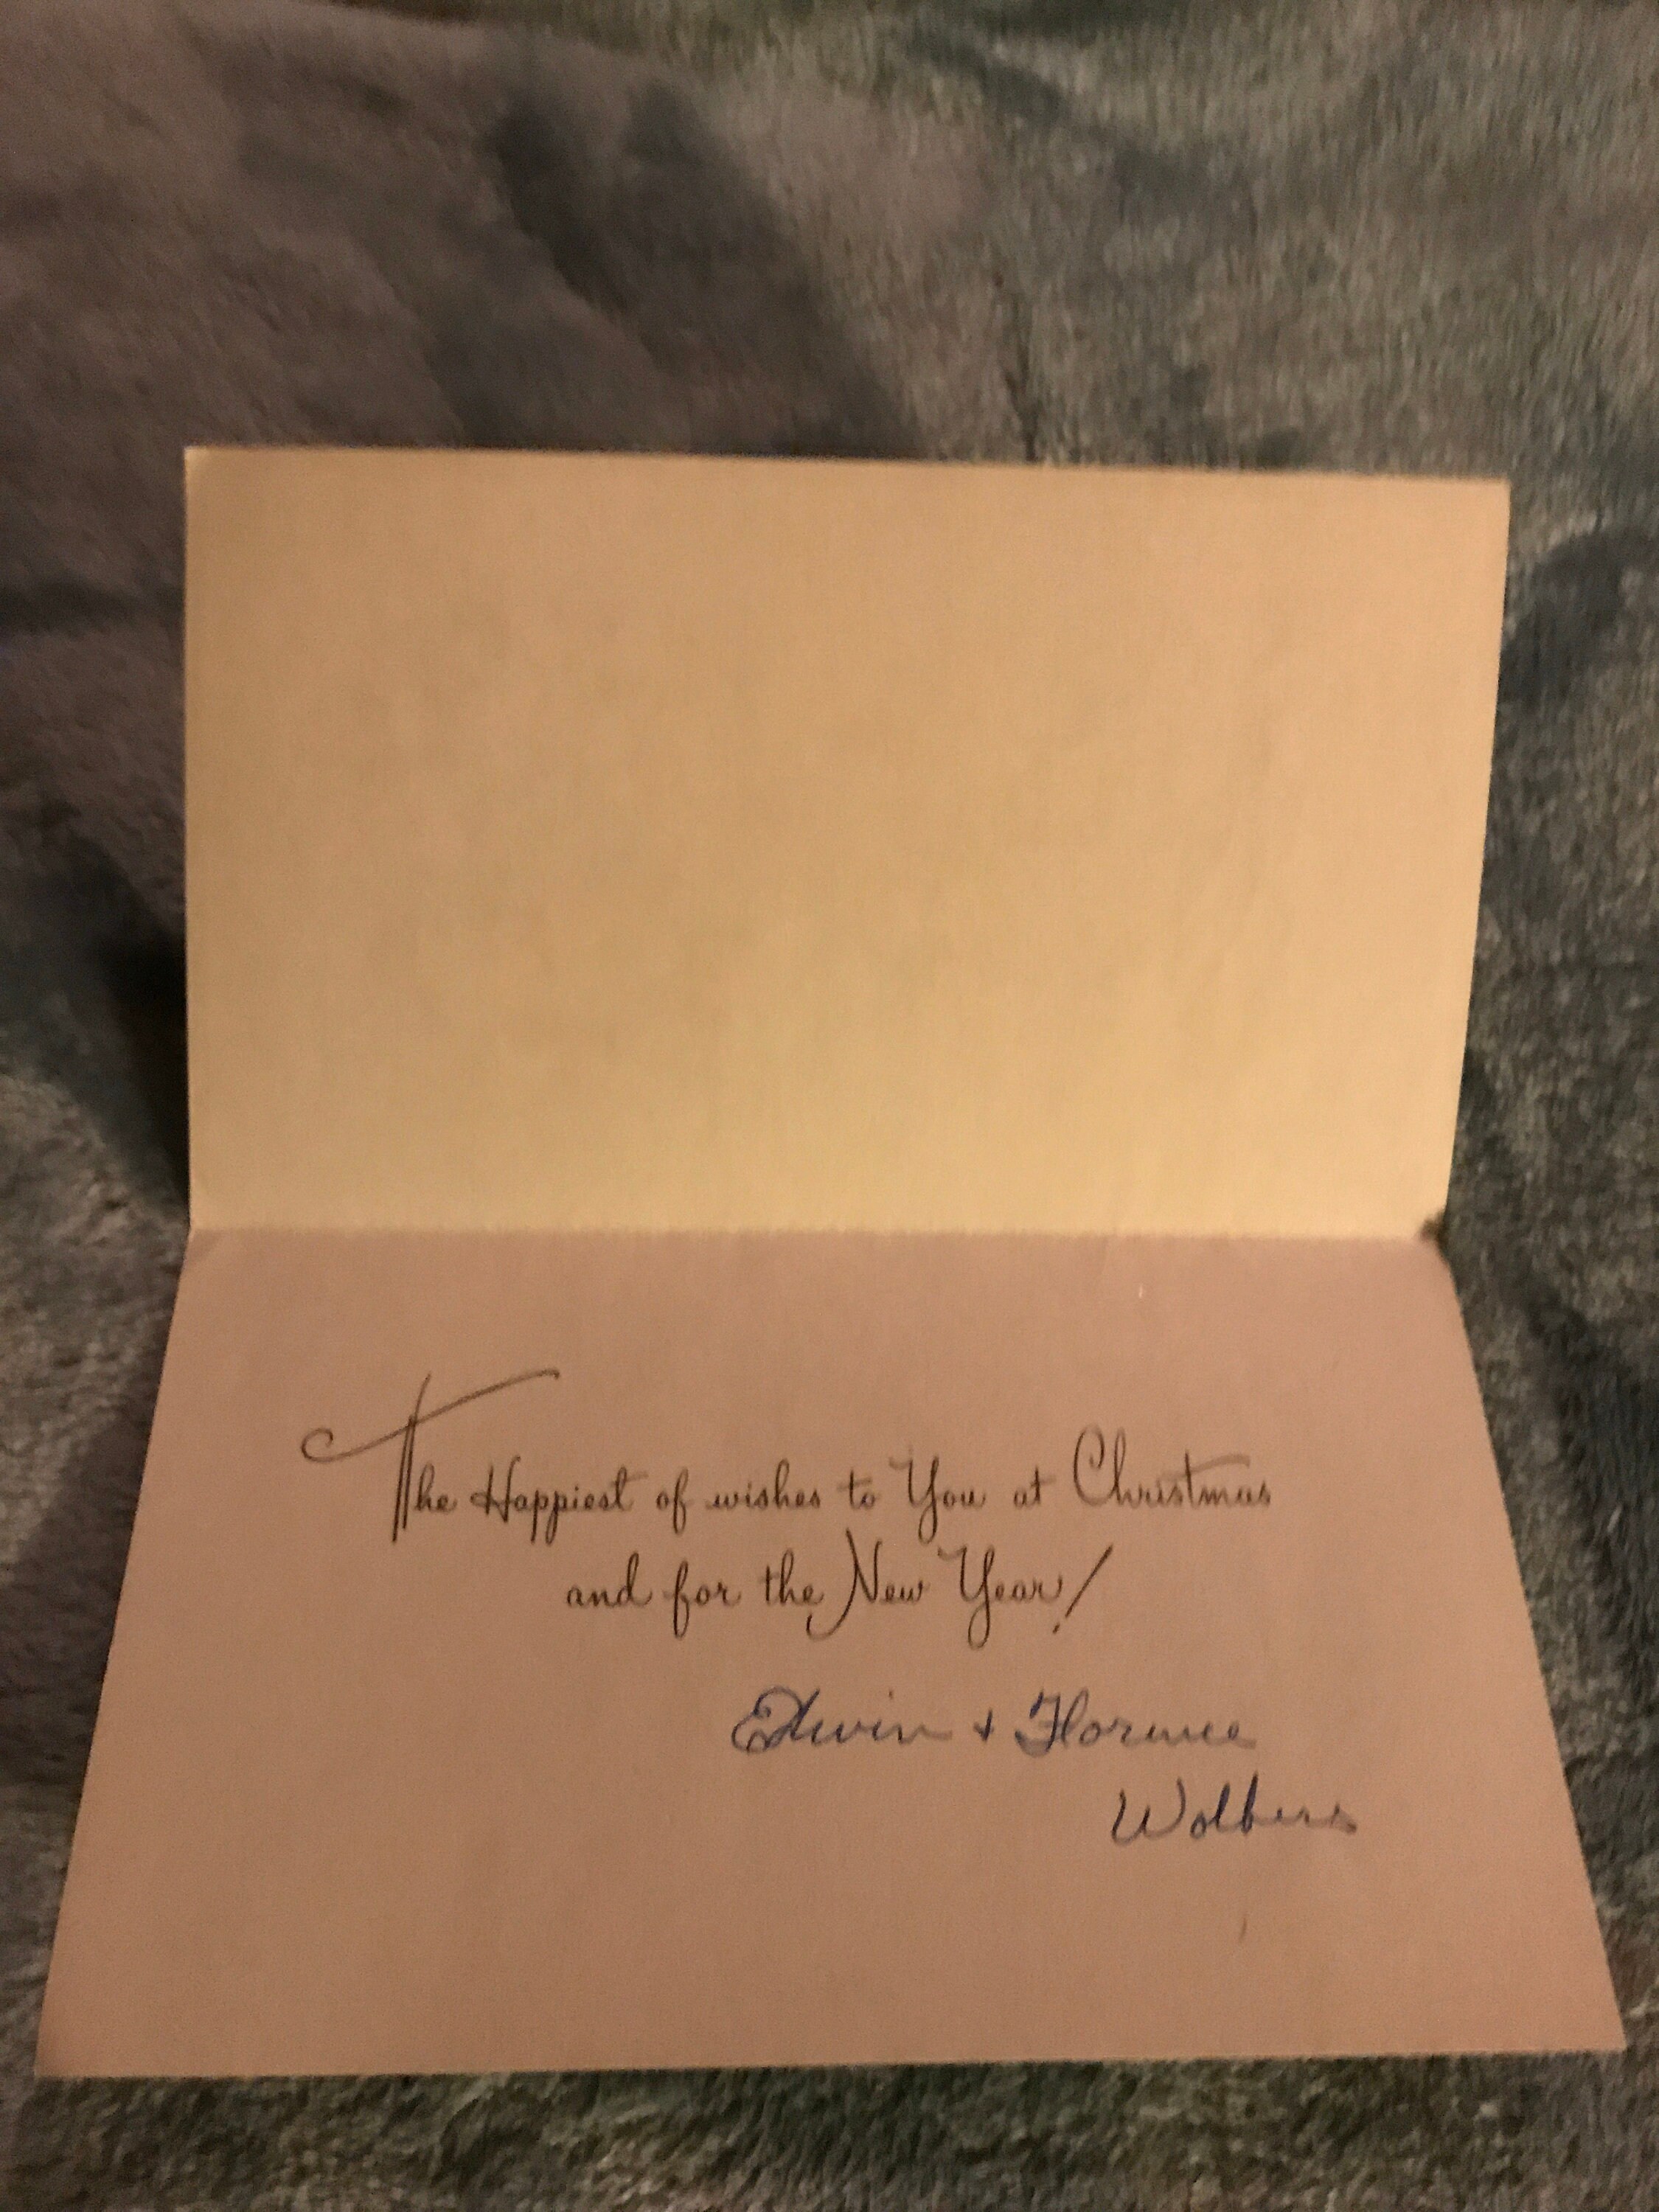 The Happiest of wishes to You at Christmas
and for the New Year!
Edwin + Florence
Wolbers